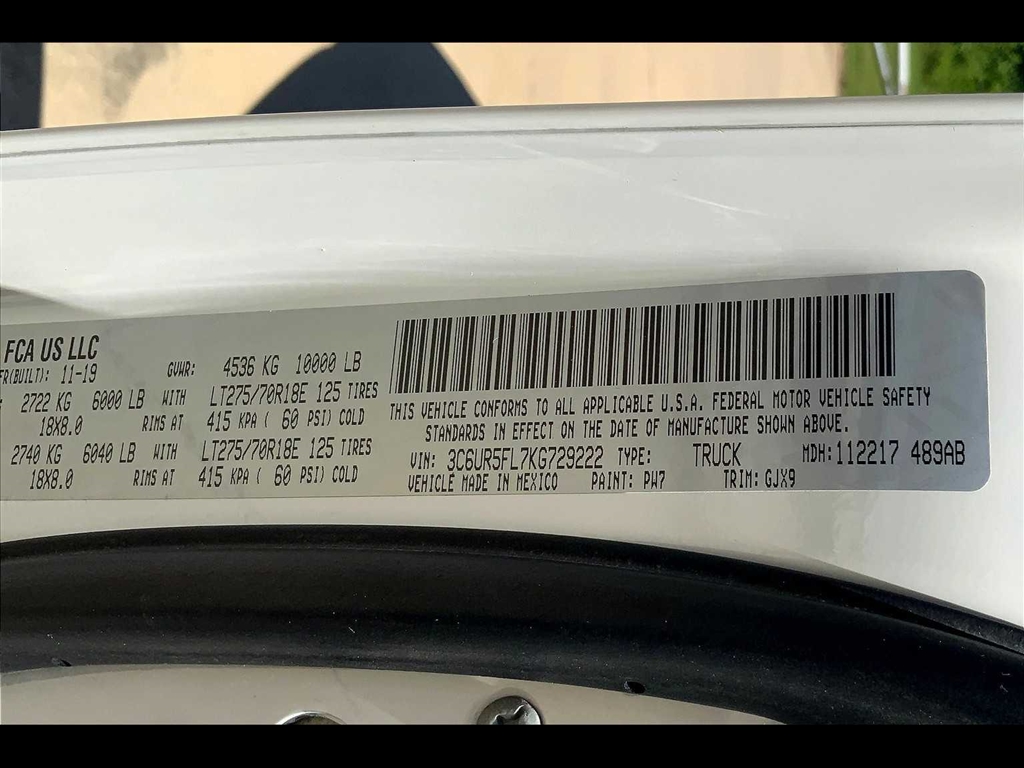 FCA US LLC
FR(BUILT): 11-19 GVWR: 4536 KG 10000 LB
: 2722 KG 6000 LB WITH LT275/70R18E 125 TIRES
18X8.0 RIMS AT 415 KPA ( 60 PSI) COLD
2740 KG 6040 LB WITH LT275/70R18E 125 TIRES
18X8.0 RIMS AT 415 KPA ( 60 PSI) COLD
THIS VEHICLE CONFORMS TO ALL APPLICABLE U.S.A. FEDERAL MOTOR VEHICLE SAFETY
STANDARDS IN EFFECT ON THE DATE OF MANUFACTURE SHOWN ABOVE.
VIN: 3C6UR5FL7KG729222 TYPE: TRUCK MDH:112217 489AB
VEHICLE MADE IN MEXICO PAINT: PW7 TRIM: GJX9